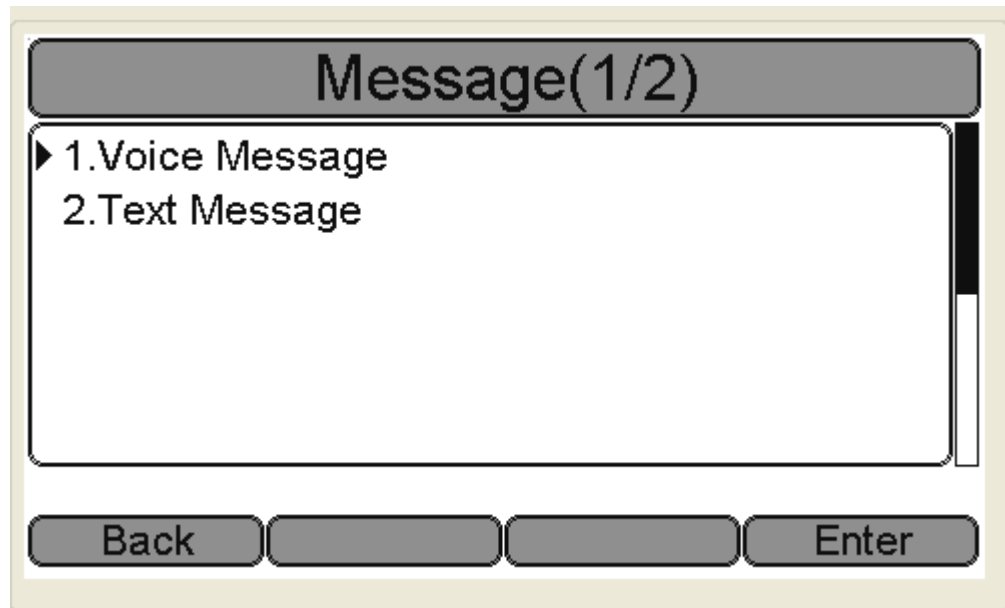 Message(1/2)
1.Voice Message
2.Text Message
Back
Enter